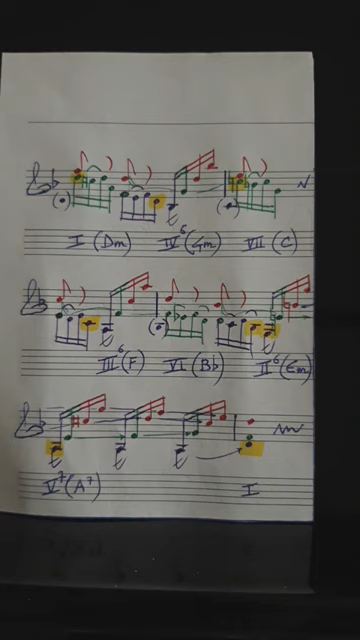 I (Dm) IV⁶ (Gm) VII (C)
III⁶ (F) VI (Bb) II⁶ (Em)
V⁷ (A⁷) I